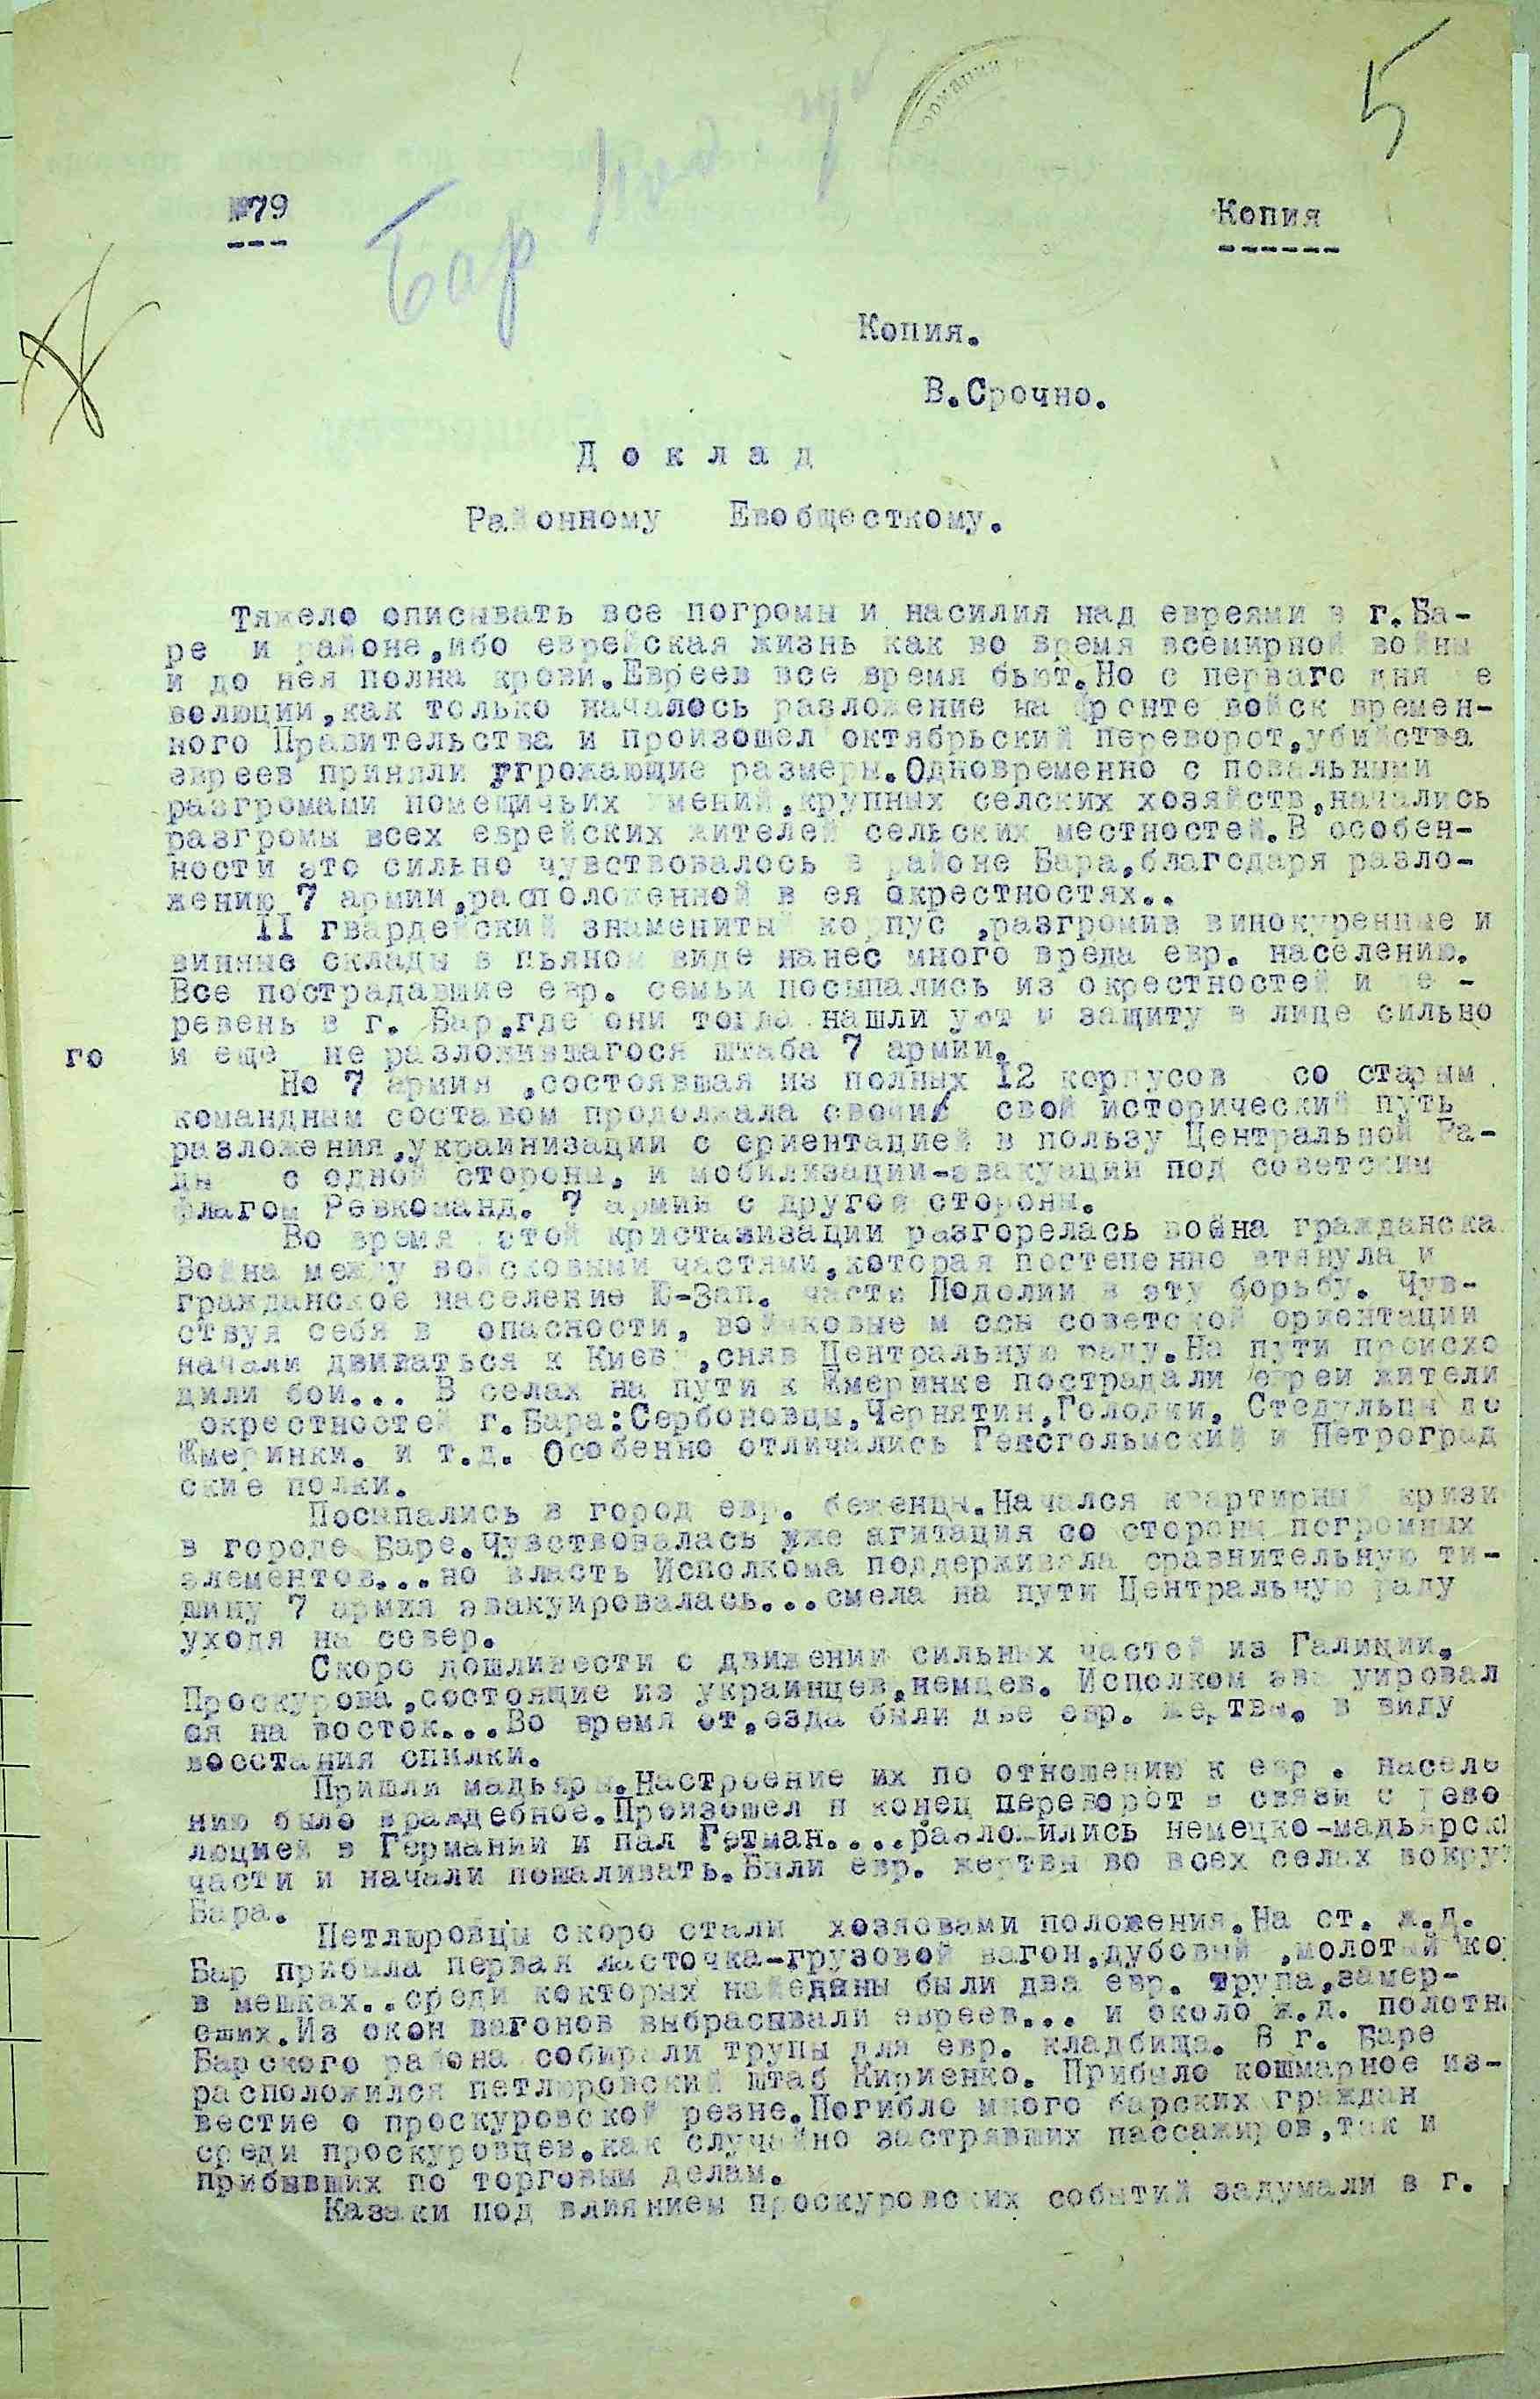 5
№79
Копия
Бар
Копия.
В.Срочно.
Доклад
Районному Евобщесткому.
Тяжело описывать все погромы и насилия над евреями в г.Ба-
ре и районе,ибо еврейская жизнь как во время всемирной войны
и до нея полна крови.Евреев все время бьют.Но с перваго дня е
волюции,как только началось разложение на фронте войск времен-
ного Правительства и произошел октябрьский переворот,убийства
евреев приняли угрожающие размеры.Одновременно с повальными
разгромами помещичьих имений,крупных селских хозяйств,начались
разгромы всех еврейских жителей сельских местностей.В особен-
ности это сильно чувствовалось в районе Бара,благодаря разло-
жению 7 армии,расположенной в ея окрестностях..
II гвардейский знаменитый корпус ,разгромив винокуренные и
винные склады в пьяном виде нанес много вреда евр. населению.
Все пострадавшие евр. семьи посыпались из окрестностей и де -
ревень в г. Бар,где они тогда нашли уют и защиту в лице сильно
го и еще не разложившагося штаба 7 армии.
Но 7 армия ,состоявшая из полных 12 корпусов со старым
командным составом продолжала свой исторический путь
разложения,украинизации с ориентацией в пользу Центральной Ра-
ды с одной стороны, и мобилизации-эвакуации под советским
флагом Ревкоманд. 7 армии с другой стороны.
Во время этой кристализации разгорелась война гражданска
Война между войсковыми частями,которая постепенно втянула и
гражданское население Ю-Зап. части Подолии в эту борьбу. Чув-
ствуя себя в опасности, войсковые массы советской ориентации
начали двигаться к Киеву,сняв Центральную раду.На пути происхо
дили бои... В селах на пути к Жмеринке пострадали евреи жители
окрестностей г.Бара:Сербоновцы,Чернятин,Голодки, Стодульцы до
Жмеринки. и т.д. Особенно отличались Гексгольмский и Петроград
ские полки.
Посыпались в город евр. беженцы.Начался квартирный кризи
в городе Баре.Чувствовалась уже агитация со стороны погромных
элементов...но власть Исполкома поддерживала сравнительную ти-
шину 7 армия эвакуировалась...смела на пути Центральную раду
уходя на север.
Скоро дошливести о движении сильных частей из Галиции,
Проскурова,состоящие из украинцев,немцев. Исполком эвакуировал
ся на восток...Во время от,езда были две евр. жертвы, в виду
восстания спилки.
Пришли мадьяры.Настроение их по отношению к евр . населе
нию было враждебное.Произошел н конец переворот в связи с рево
люцией в Германии и пал Гетман....разложились немецко-мадьярск
части и начали пошаливать.Были евр. жертвы во всех селах вокруг
Бара.
Петлюровцы скоро стали хозяовами положения.На ст. ж.д.
Бар прибыла первая ласточка-грузовой вагон,дубовый ,молотый ко
в мешках..среди которых найедены были два евр. трупа,замер-
сших.Из окон вагонов выбрасывали евреев... и около ж.д. полотна
Барского района собирали трупы для евр. кладбища. В г. Баре
расположился петлюровский штаб Кириенко. Прибыло кошмарное из-
вестие о проскуровской резне.Погибло много барских граждан
среди проскуровцев,как случайно застрявших пассажиров,так и
прибывших по торговым делам.
Казаки под влиянием проскуровских событий задумали в г.